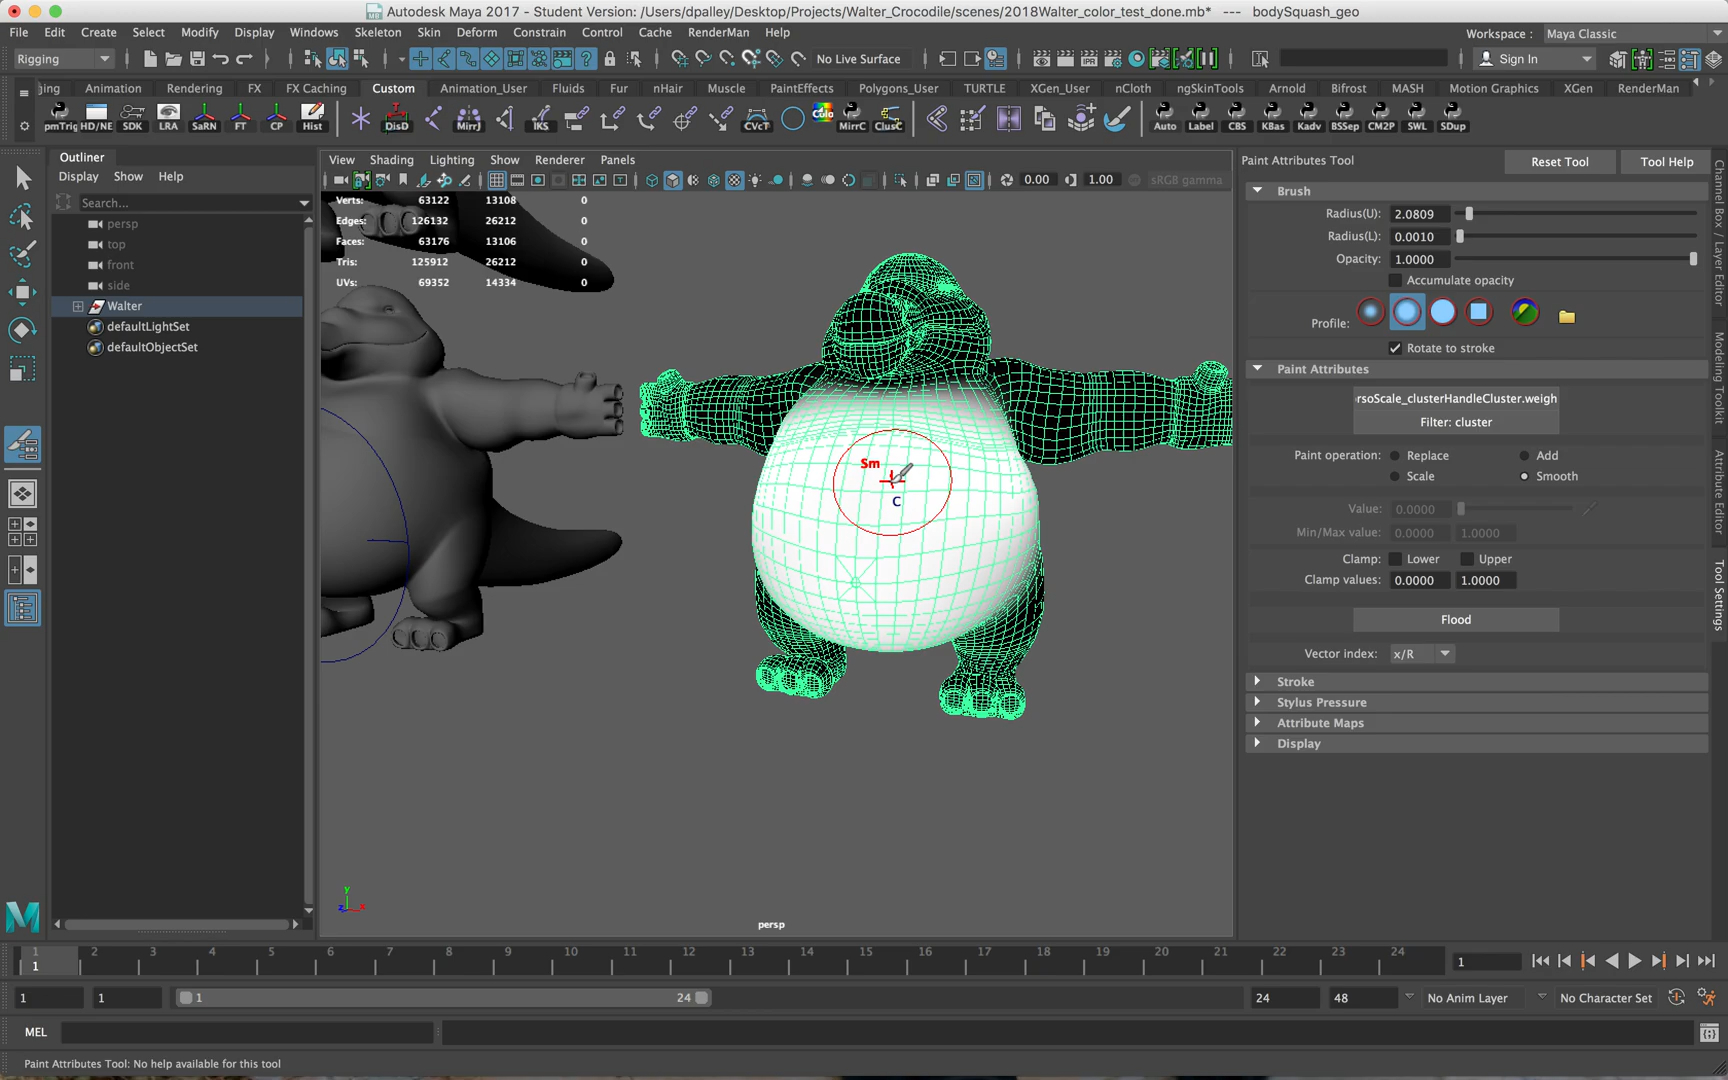 Autodesk Maya 2017 - Student Version: /Users/dpalley/Desktop/Projects/Walter_Crocodile/scenes/2018Walter_color_test_done.mb* --- bodySquash_geo
File Edit Create Select Modify Display Windows Skeleton Skin Deform Constrain Control Cache RenderMan Help
Workspace : Maya Classic
Rigging
No Live Surface
Sign In
ging Animation Rendering FX FX Caching Custom Animation_User Fluids Fur nHair Muscle PaintEffects Polygons_User TURTLE XGen_User nCloth ngSkinTools Arnold Bifrost MASH Motion Graphics XGen RenderMan
pmTrig HD/NE SDK LRA SaRN FT CP Hist DisD MirrJ IKS CVcT Colo MirrC ClusC Auto Label CBS KBas Kadv BSSep CM2P SWL SDup
Outliner
Display Show Help
Search...
persp
top
front
side
Walter
defaultLightSet
defaultObjectSet
View Shading Lighting Show Renderer Panels
0.00 1.00 sRGB gamma
Verts: 63122 13108 0
Edges: 126132 26212 0
Faces: 63176 13106 0
Tris: 125912 26212 0
UVs: 69352 14334 0
Sm
C
y
z x
persp
Paint Attributes Tool
Reset Tool Tool Help
Brush
Radius(U): 2.0809
Radius(L): 0.0010
Opacity: 1.0000
Accumulate opacity
Profile:
Rotate to stroke
Paint Attributes
rsoScale_clusterHandleCluster.weigh
Filter: cluster
Paint operation: Replace Add
Scale Smooth
Value: 0.0000
Min/Max value: 0.0000 1.0000
Clamp: Lower Upper
Clamp values: 0.0000 1.0000
Flood
Vector index: x/R
Stroke
Stylus Pressure
Attribute Maps
Display
Channel Box / Layer Editor
Modeling Toolkit
Attribute Editor
Tool Settings
1 2 3 4 5 6 7 8 9 10 11 12 13 14 15 16 17 18 19 20 21 22 23 24
1
1
1 1 1 24 24 48 No Anim Layer No Character Set
MEL
Paint Attributes Tool: No help available for this tool